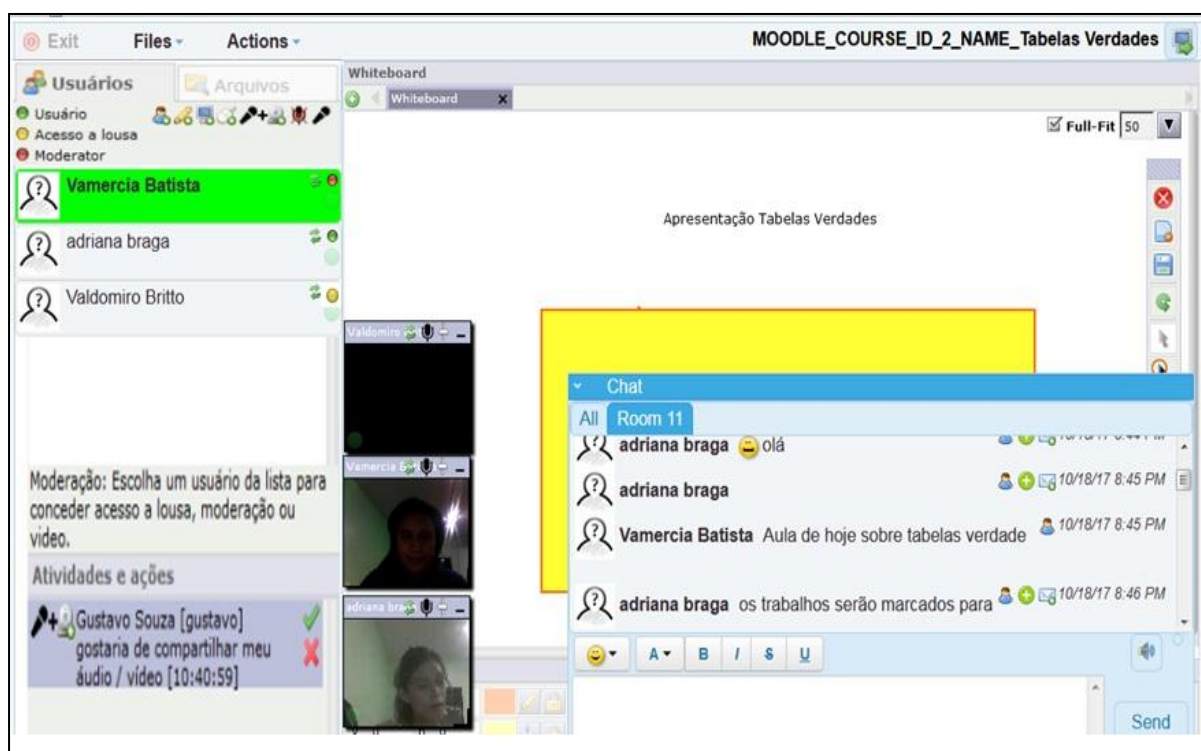 Exit Files Actions MOODLE_COURSE_ID_2_NAME_Tabelas Verdades
Usuários Arquivos
Usuário
Acesso a lousa
Moderator
Vamercia Batista
adriana braga
Valdomiro Britto
Moderação: Escolha um usuário da lista para
conceder acesso a lousa, moderação ou
video.
Atividades e ações
Gustavo Souza [gustavo]
gostaria de compartilhar meu
áudio / vídeo [10:40:59]
Whiteboard
Whiteboard
Full-Fit 50
Apresentação Tabelas Verdades
Valdomiro
Vamercia
adriana
Chat
All Room 11
adriana braga olá
adriana braga 10/18/17 8:45 PM
Vamercia Batista Aula de hoje sobre tabelas verdade 10/18/17 8:45 PM
adriana braga os trabalhos serão marcados para 10/18/17 8:46 PM
A B I S U
Send